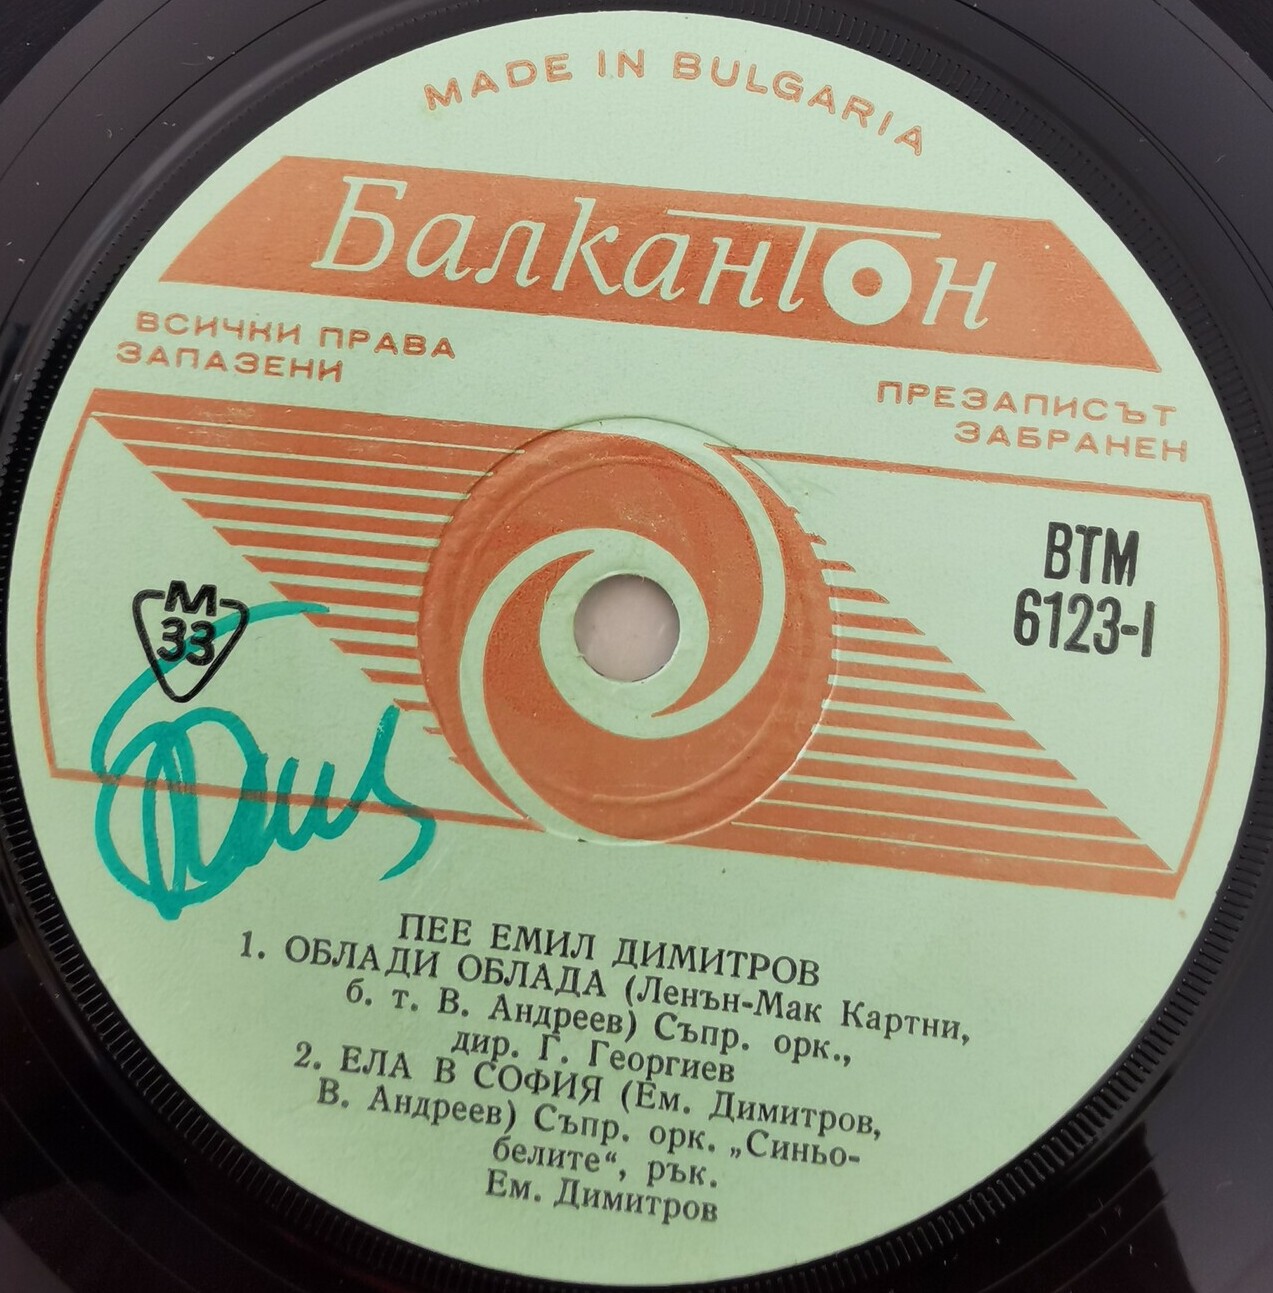 MADE IN BULGARIA
Балкантон
ВСИЧКИ ПРАВА
ЗАПАЗЕНИ
ПРЕЗАПИСЪТ
ЗАБРАНЕН
ВТМ
6123-I
М
33
ПЕЕ ЕМИЛ ДИМИТРОВ
1. ОБЛАДИ ОБЛАДА (Ленън-Мак Картни,
б. т. В. Андреев) Съпр. орк.,
дир. Г. Георгиев
2. ЕЛА В СОФИЯ (Ем. Димитров,
В. Андреев) Съпр. орк. „Синьо-
белите“, рък.
Ем. Димитров